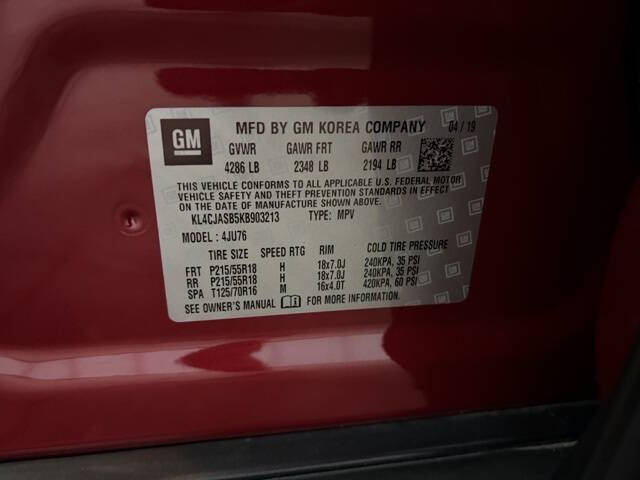 GM MFD BY GM KOREA COMPANY 04 / 19
GVWR GAWR FRT GAWR RR
4286 LB 2348 LB 2194 LB
THIS VEHICLE CONFORMS TO ALL APPLICABLE U.S. FEDERAL MOTOR
VEHICLE SAFETY AND THEFT PREVENTION STANDARDS IN EFFECT ON
THE DATE OF MANUFACTURE SHOWN ABOVE.
KL4CJASB5KB903213 TYPE: MPV
MODEL: 4JU76
TIRE SIZE SPEED RTG RIM COLD TIRE PRESSURE
FRT P215/55R18 H 18x7.0J 240KPA, 35 PSI
RR P215/55R18 H 18x7.0J 240KPA, 35 PSI
SPA T125/70R16 M 16x4.0T 420KPA, 60 PSI
SEE OWNER'S MANUAL FOR MORE INFORMATION.